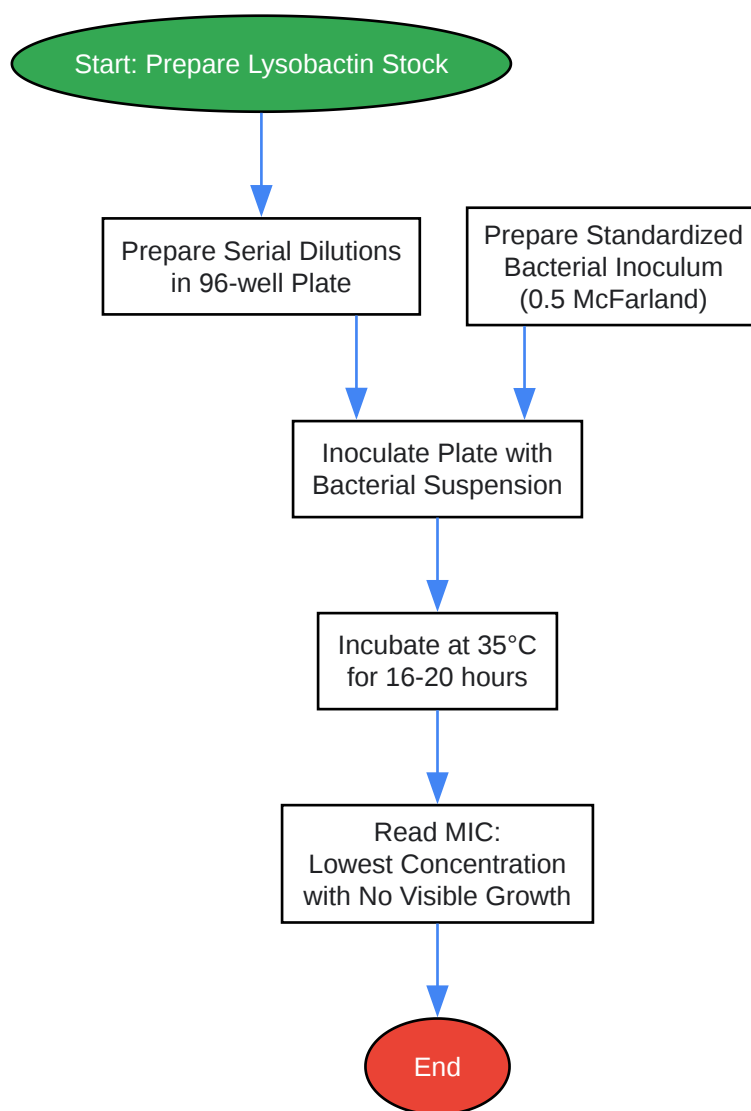 Start: Prepare Lysobactin Stock
Prepare Serial Dilutions
in 96-well Plate
Prepare Standardized
Bacterial Inoculum
(0.5 McFarland)
Inoculate Plate with
Bacterial Suspension
Incubate at 35°C
for 16-20 hours
Read MIC:
Lowest Concentration
with No Visible Growth
End